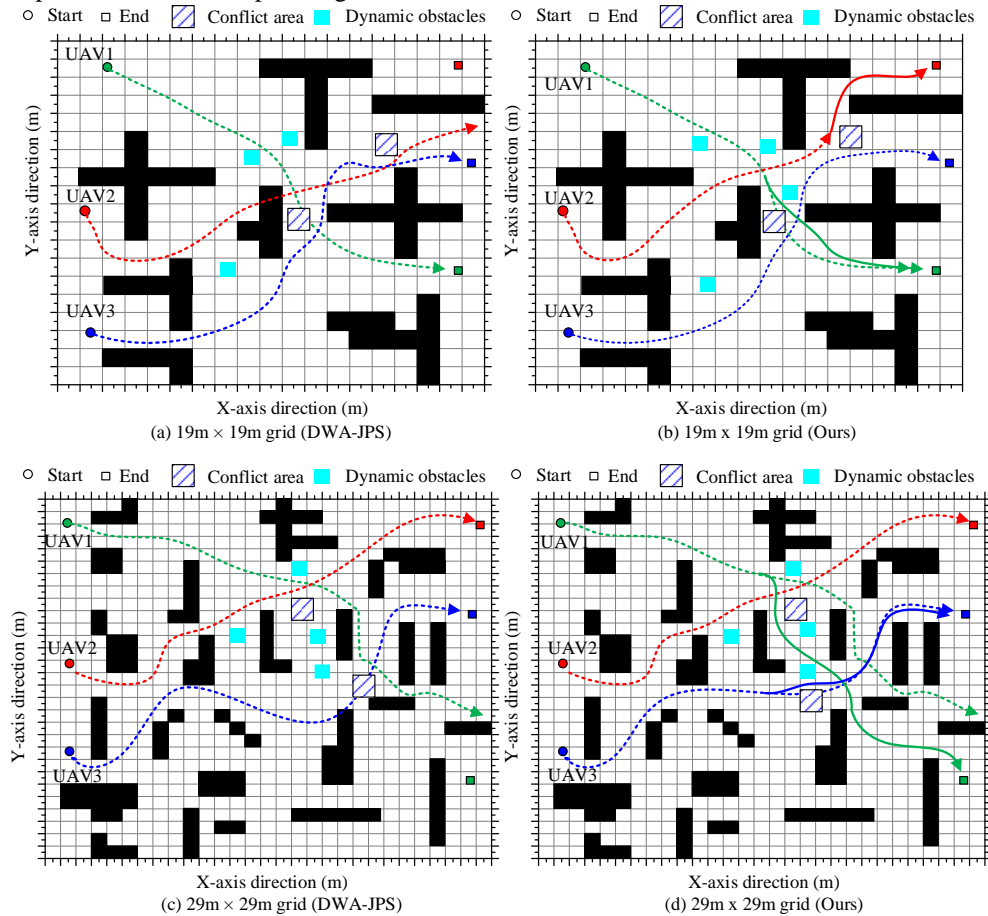 Start End Conflict area Dynamic obstacles
Start End Conflict area Dynamic obstacles
UAV1
UAV2
UAV3
Y-axis direction (m)
X-axis direction (m)
(a) 19m × 19m grid (DWA-JPS)
UAV1
UAV2
UAV3
Y-axis direction (m)
X-axis direction (m)
(b) 19m x 19m grid (Ours)
Start End Conflict area Dynamic obstacles
Start End Conflict area Dynamic obstacles
UAV1
UAV2
UAV3
Y-axis direction (m)
X-axis direction (m)
(c) 29m × 29m grid (DWA-JPS)
UAV1
UAV2
UAV3
Y-axis direction (m)
X-axis direction (m)
(d) 29m x 29m grid (Ours)